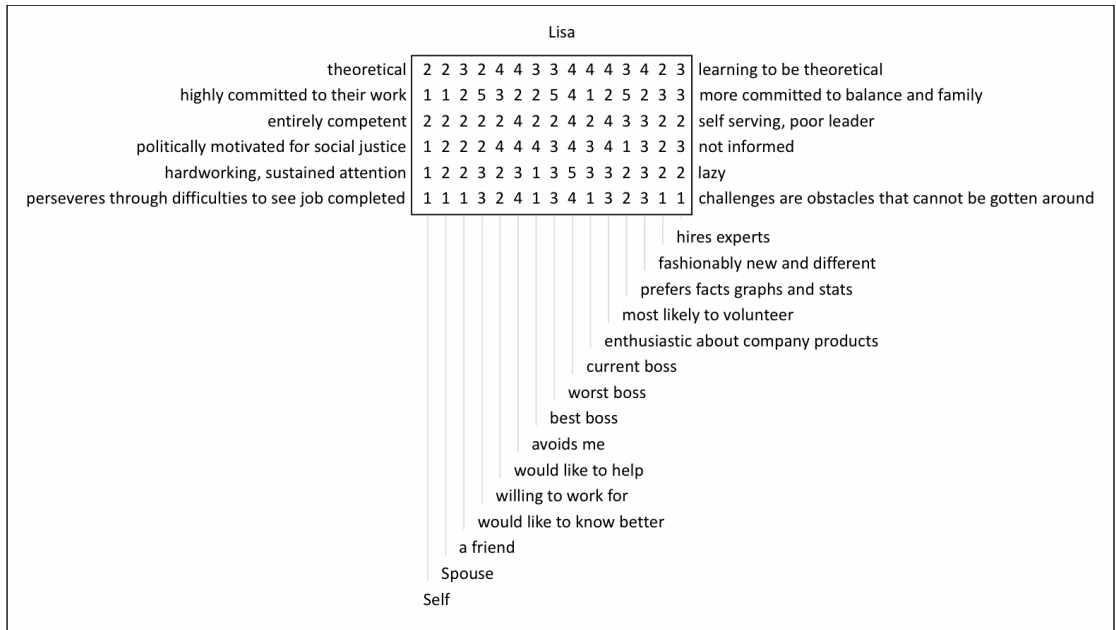 Lisa
theoretical 2 2 3 2 4 4 3 3 4 4 4 3 4 2 3 learning to be theoretical
highly committed to their work 1 1 2 5 3 2 2 5 4 1 2 5 2 3 3 more committed to balance and family
entirely competent 2 2 2 2 2 4 2 2 4 2 4 3 3 2 2 self serving, poor leader
politically motivated for social justice 1 2 2 2 4 4 4 3 4 3 4 1 3 2 3 not informed
hardworking, sustained attention 1 2 2 3 2 3 1 3 5 3 3 2 3 2 2 lazy
perseveres through difficulties to see job completed 1 1 1 3 2 4 1 3 4 1 3 2 3 1 1 challenges are obstacles that cannot be gotten around
hires experts
fashionably new and different
prefers facts graphs and stats
most likely to volunteer
enthusiastic about company products
current boss
worst boss
best boss
avoids me
would like to help
willing to work for
would like to know better
a friend
Spouse
Self